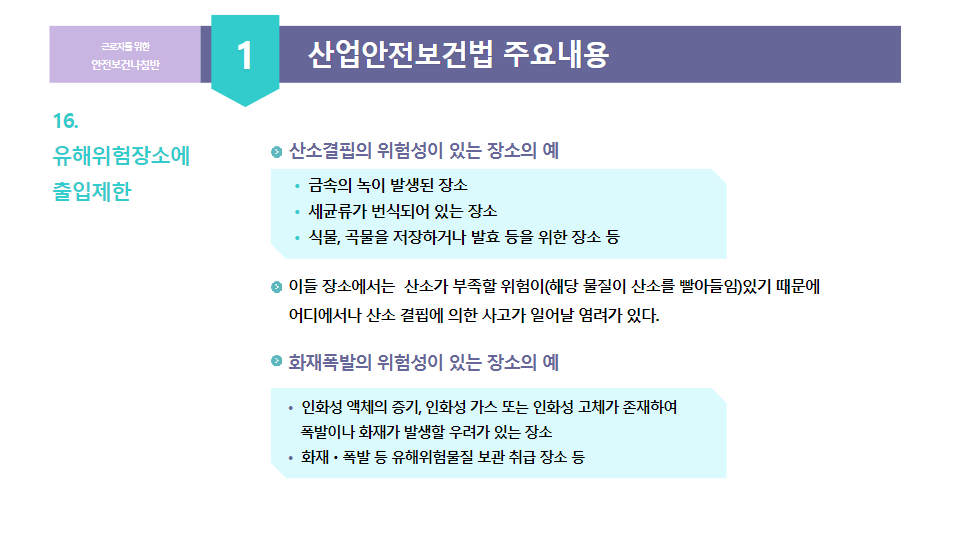 근로자를 위한
안전보건나침반
1
산업안전보건법 주요내용
16.
유해위험장소에
출입제한
산소결핍의 위험성이 있는 장소의 예
• 금속의 녹이 발생된 장소
• 세균류가 번식되어 있는 장소
• 식물, 곡물을 저장하거나 발효 등을 위한 장소 등
이들 장소에서는 산소가 부족할 위험이(해당 물질이 산소를 빨아들임)있기 때문에
어디에서나 산소 결핍에 의한 사고가 일어날 염려가 있다.
화재폭발의 위험성이 있는 장소의 예
• 인화성 액체의 증기, 인화성 가스 또는 인화성 고체가 존재하여
폭발이나 화재가 발생할 우려가 있는 장소
• 화재·폭발 등 유해위험물질 보관 취급 장소 등